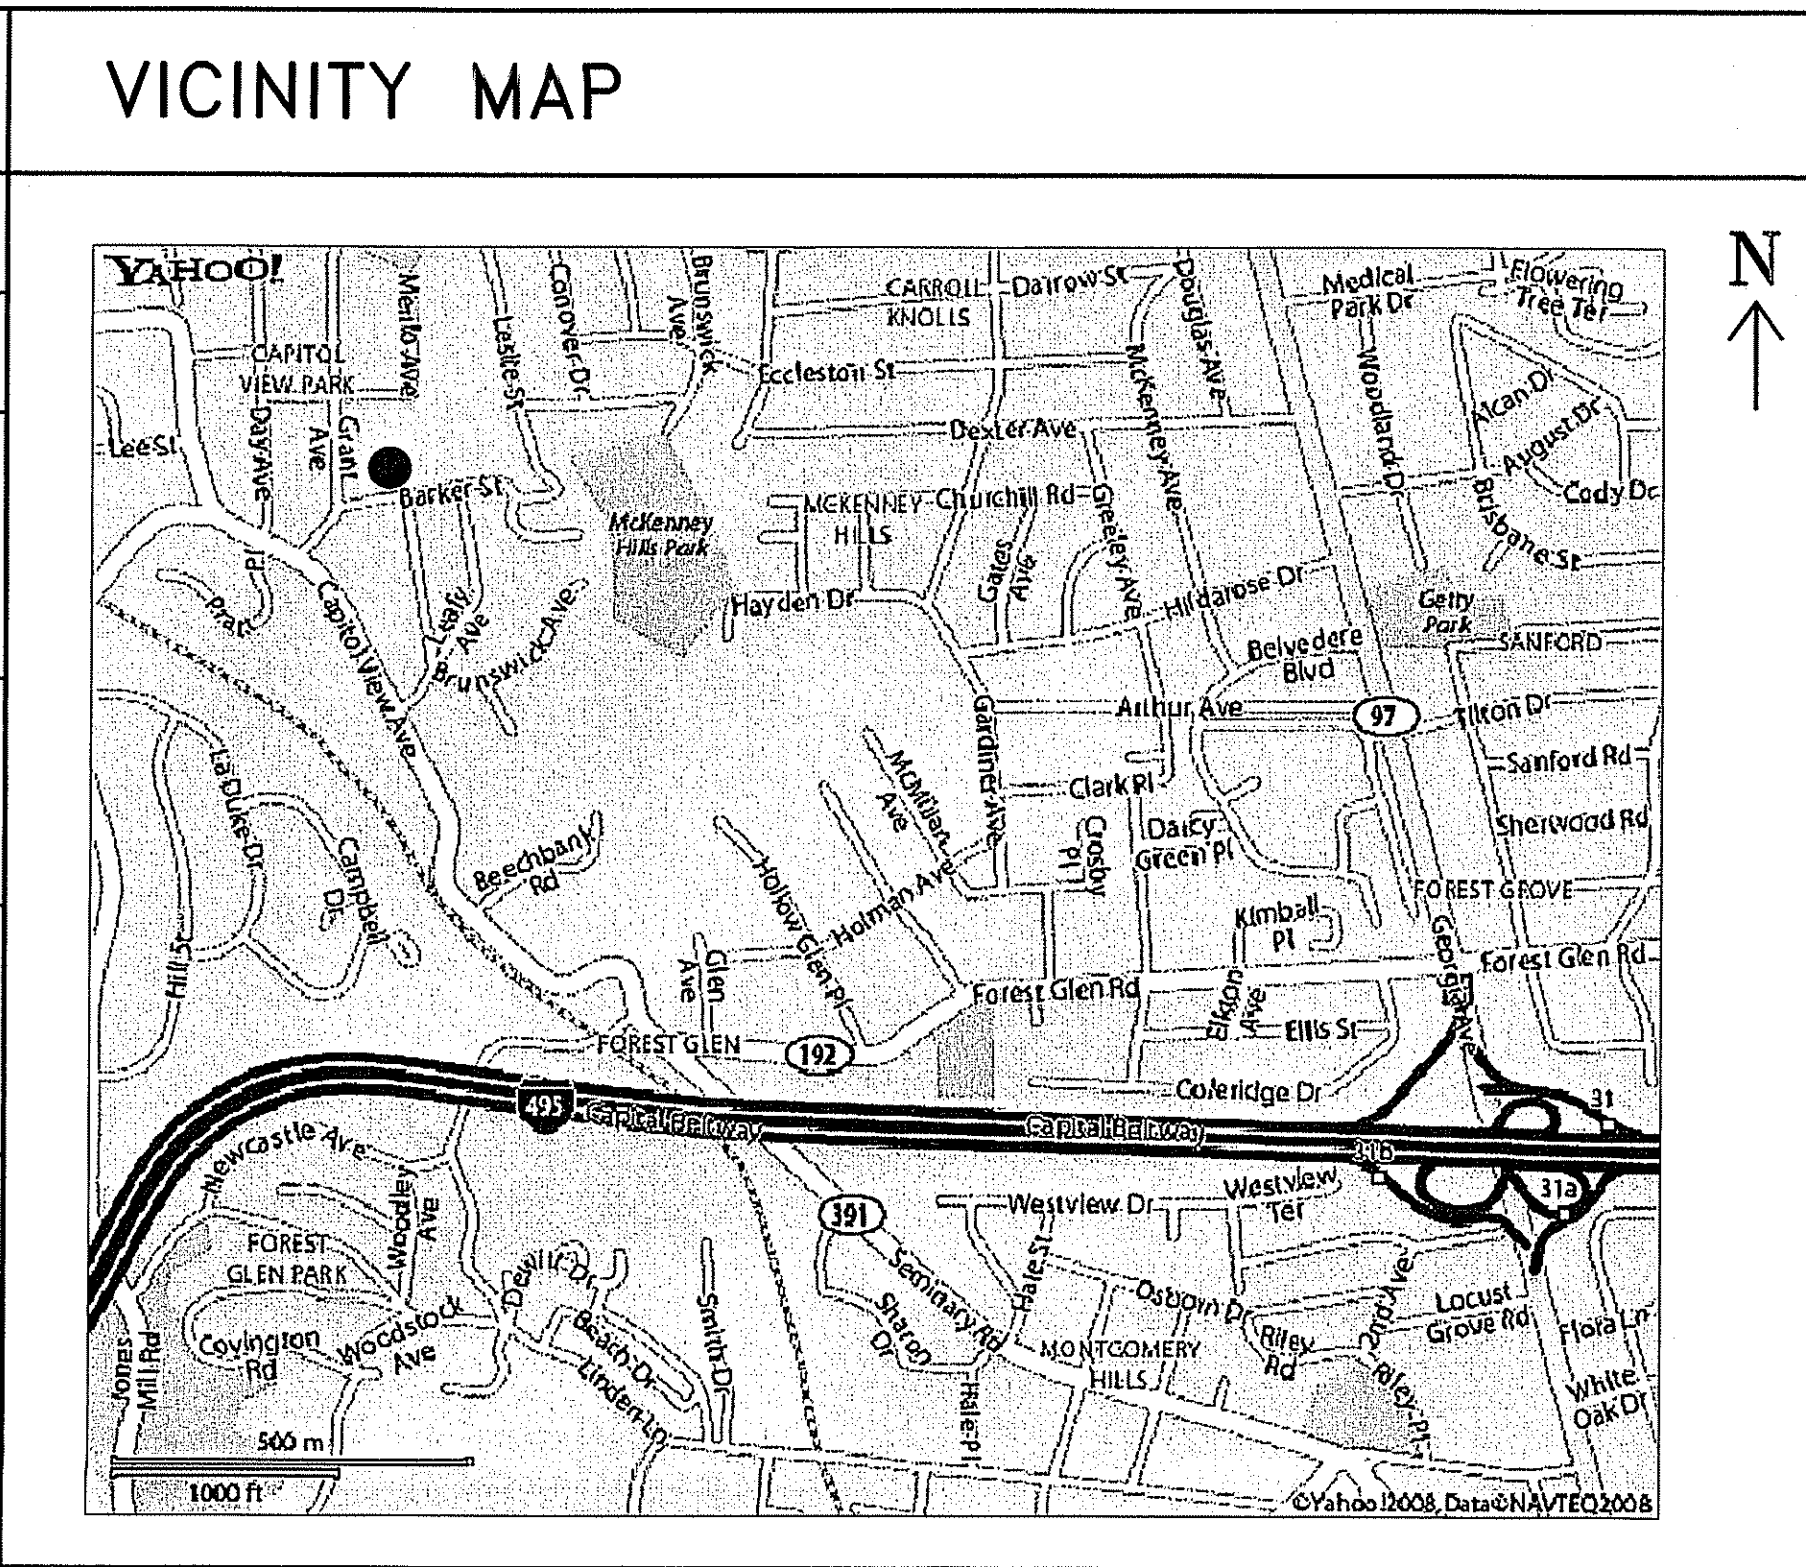 VICINITY MAP
N
YAHOO!
Menlo Ave
Leslie St
Conover Dr
Brunswick
Ave
CARROLL
KNOLLS
Darrow St
Douglas Ave
Medical
Park Dr
Flowering
Tree Ter
CAPITOL
VIEW PARK
Eccleston St
McKenney Ave
Woodland Dr
Alcan Dr
August Dr
Lee St
Day Ave
Grant
Ave
Dexter Ave
Barker St
McKenney
Hills Park
MCKENNEY
HILLS
Churchill Rd
Greeley Ave
Brisbane St
Cody Dr
Pratt
Pl
Capitol View Ave
Leafy
Ave
Brunswick Ave
Hayden Dr
Gates
Ave
Hildarose Dr
Getty
Park
Belvedere
Blvd
SANFORD
Gardiner Ave
Arthur Ave
97
Tilton Dr
La Duke Dr
McMillan
Ave
Clark Pl
Sanford Rd
Campbell
Dr
Beechbank
Rd
Hollow Glen Pl
Holman Ave
Crosby
Pl
Darcy
Green Pl
Sherwood Rd
FOREST GROVE
Kimball
Pl
Hill St
Glen
Ave
Forest Glen Rd
Elkton
Ave
Georgia Ave
Forest Glen Rd
FOREST GLEN
192
Ellis St
Coleridge Dr
495
Capital Beltway
Capital Beltway
31
31B
31a
Newcastle Ave
Woodley
Ave
391
Westview Dr
Westview
Ter
FOREST
GLEN PARK
Dewitt Dr
Smith Dr
Seminary Rd
Hale St
Osborn Dr
2nd Ave
Locust
Grove Rd
Flora Ln
Covington
Rd
Woodstock
Ave
Beach Dr
Linden Ln
Sharon
Dr
MONTGOMERY
HILLS
Riley
Rd
Riley Pl
White
Oak Dr
Jones
Mill Rd
Hale Pl
500 m
1000 ft
©Yahoo!2008, Data©NAVTEQ2008